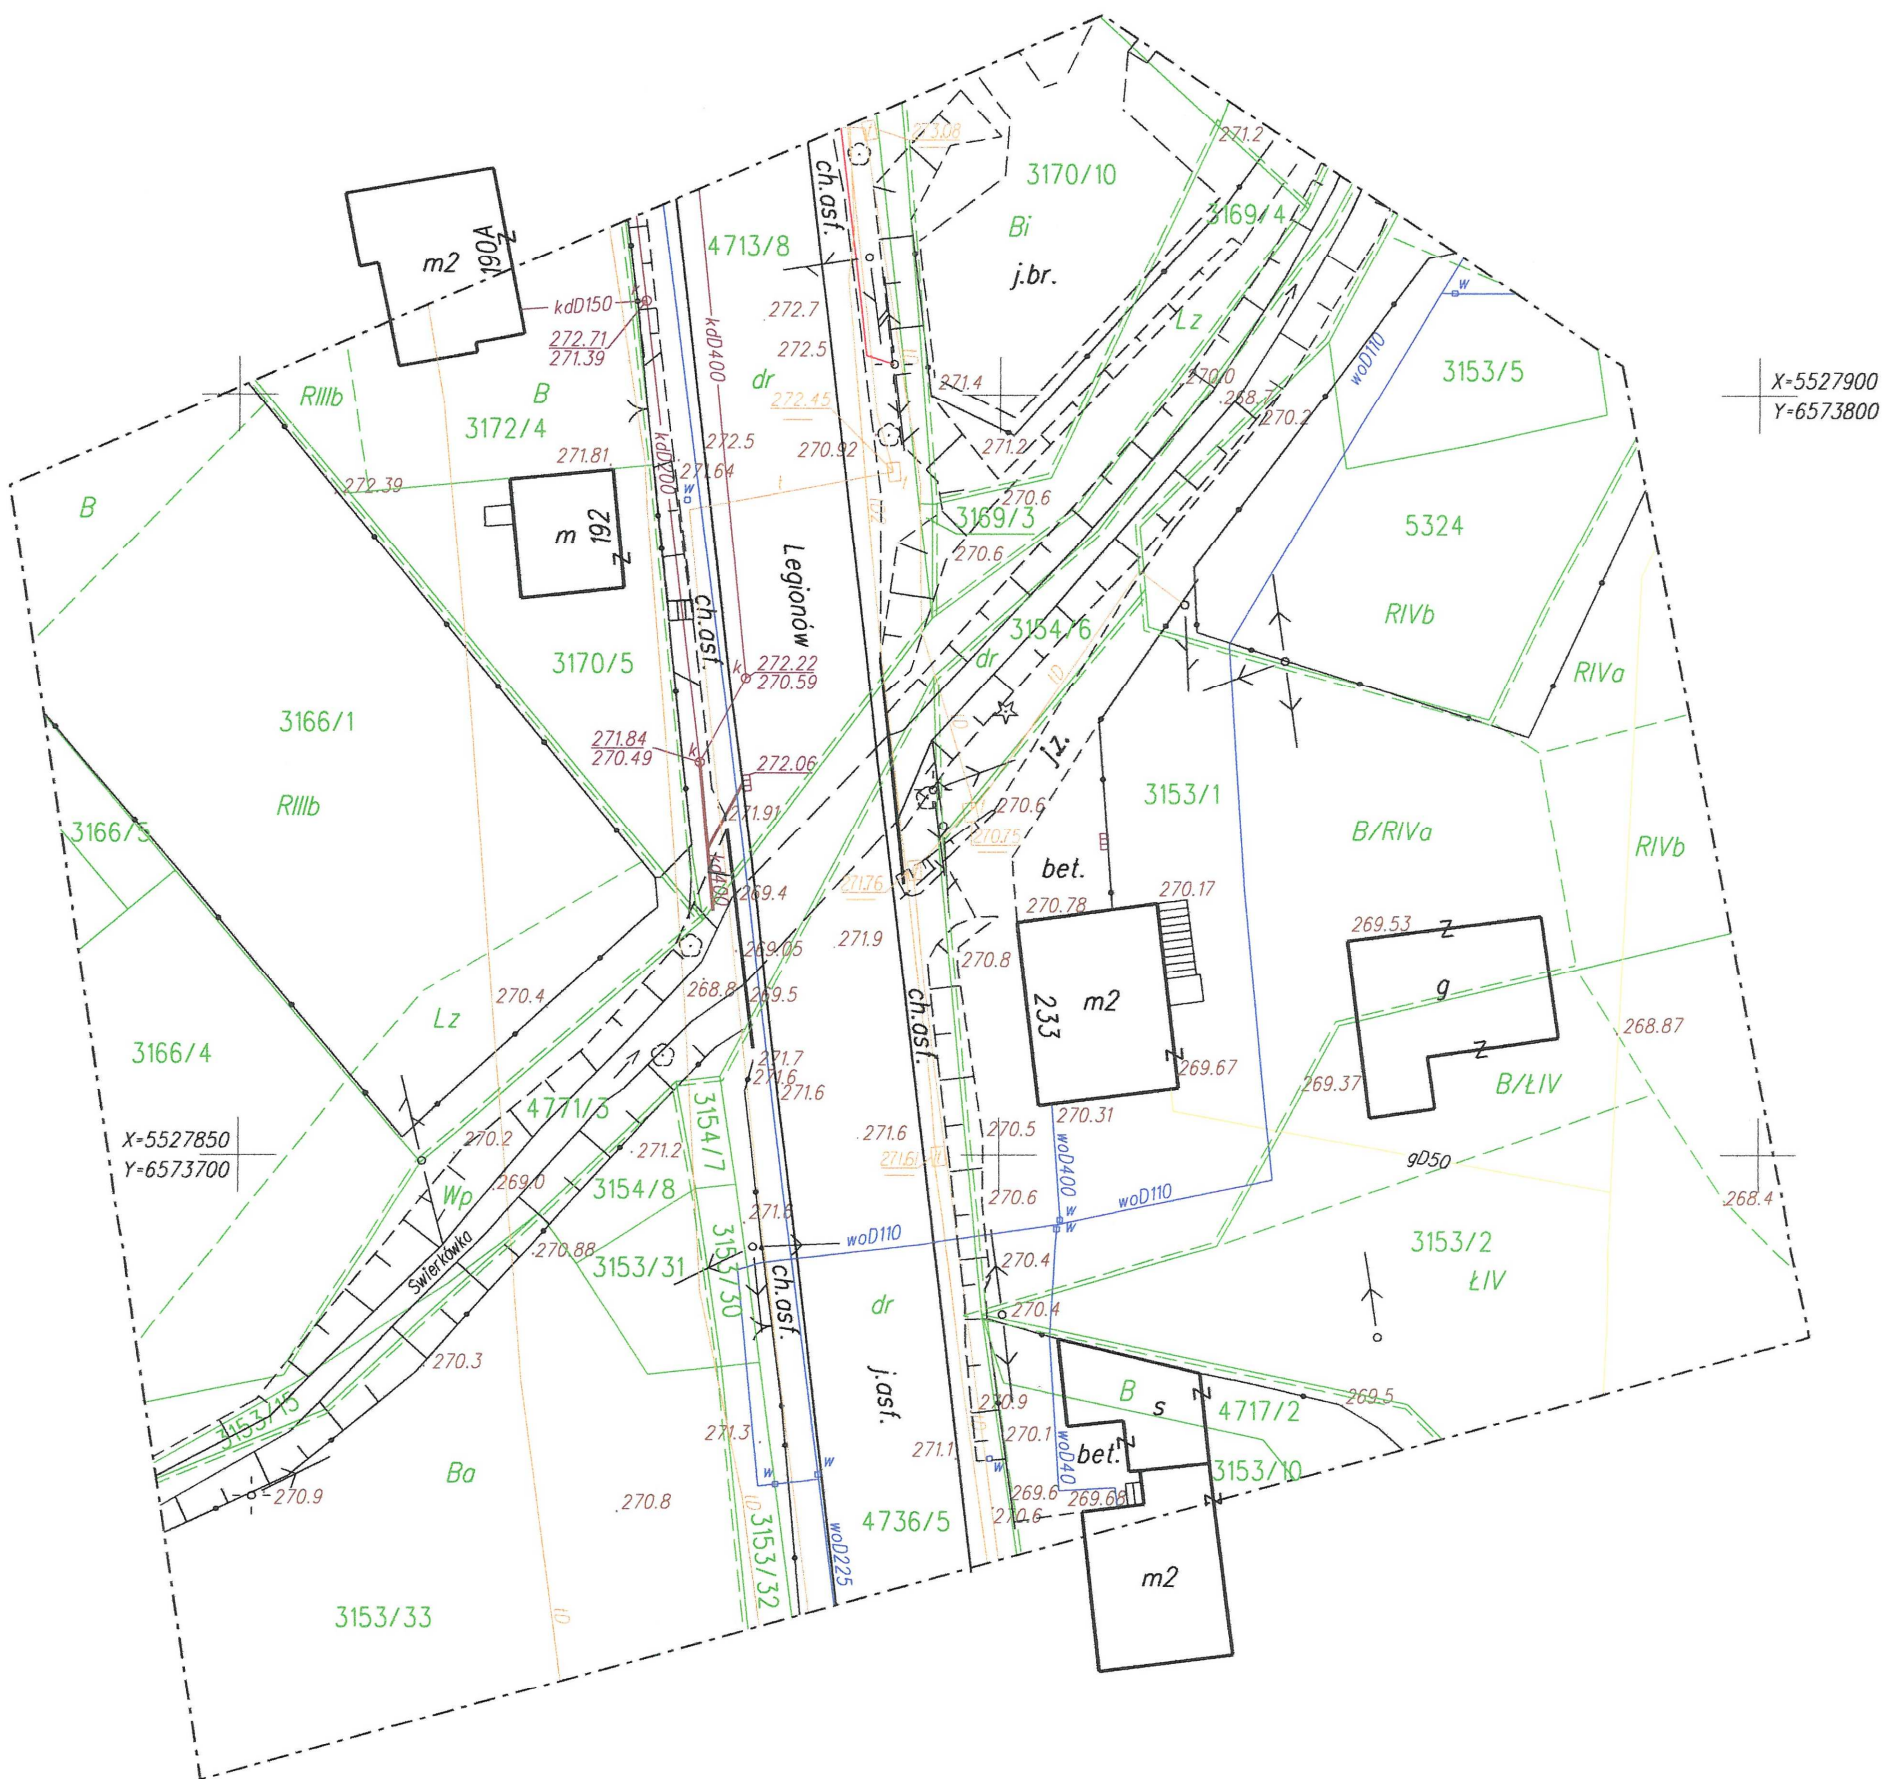 273.08
271.2
3170/10
3169/4
ch.asf.
190A
m2
4713/8
Bi
j.br.
kdD150
k
272.71
271.39
kdD400
272.7
272.5
Lz
w
woD110
3153/5
X=5527900
Y=6573800
RIIIb
B
dr
272.45
271.4
270.0
268.7
270.2
3172/4
272.5
270.92
271.2
271.81
kdD200
271.64
272.39
w
t
270.6
B
m
192
3169/3
5324
270.6
Legionów
ch.asf.
RIVb
3154/6
dr
3170/5
k
272.22
270.59
tD
RIVa
3166/1
271.84
270.49
k
272.06
j.z.
3153/1
RIIIb
271.91
270.6
270.75
3166/5
B/RIVa
RIVb
bet.
kd400
269.4
271.76
270.78
270.17
271.9
269.05
270.8
269.53
z
270.4
268.8
269.5
ch.asf.
233
m2
g
Lz
268.87
3166/4
271.7
271.6
271.6
z
269.67
z
269.37
B/ŁIV
4771/3
3154/7
270.31
X=5527850
Y=6573700
270.2
271.2
271.6
271.61
270.5
woD400
gD50
Wp
269.0
3154/8
270.6
woD110
268.4
271.6
w
w
woD110
Świerkówka
270.88
3153/31
3153/30
270.4
3153/2
ŁIV
ch.asf.
dr
270.4
270.3
j.asf.
B
s
z
269.5
3153/15
270.9
4717/2
271.3
271.1
270.1
z
bet.
Ba
w
w
w
woD40
3153/10
270.9
270.8
tD
269.6
269.68
z
270.6
4736/5
3153/32
woD225
m2
3153/33
tD